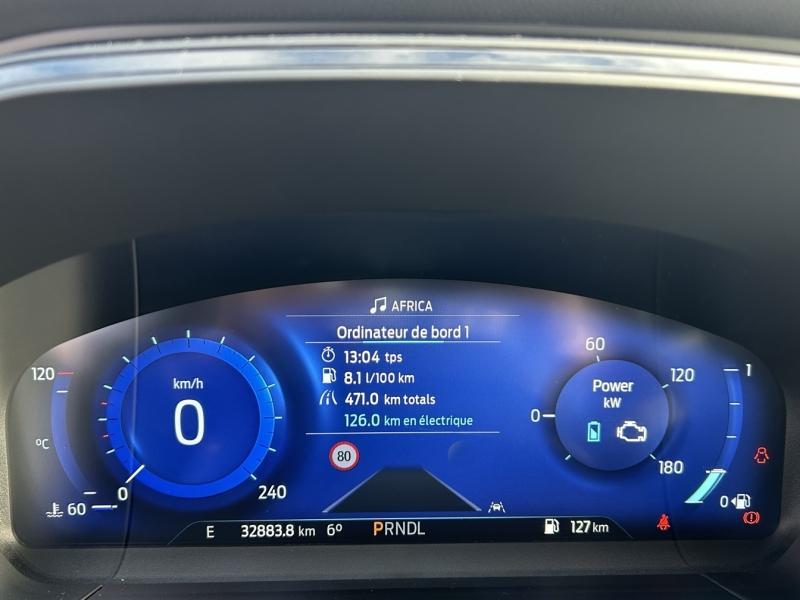 AFRICA
Ordinateur de bord 1
13:04 tps
8.1 l/100 km
471.0 km totals
126.0 km en électrique
80
120
°C
60
km/h
0
0
240
60
120
0
180
Power
kW
1
0
E 32883,8 km 6° PRNDL 127 km